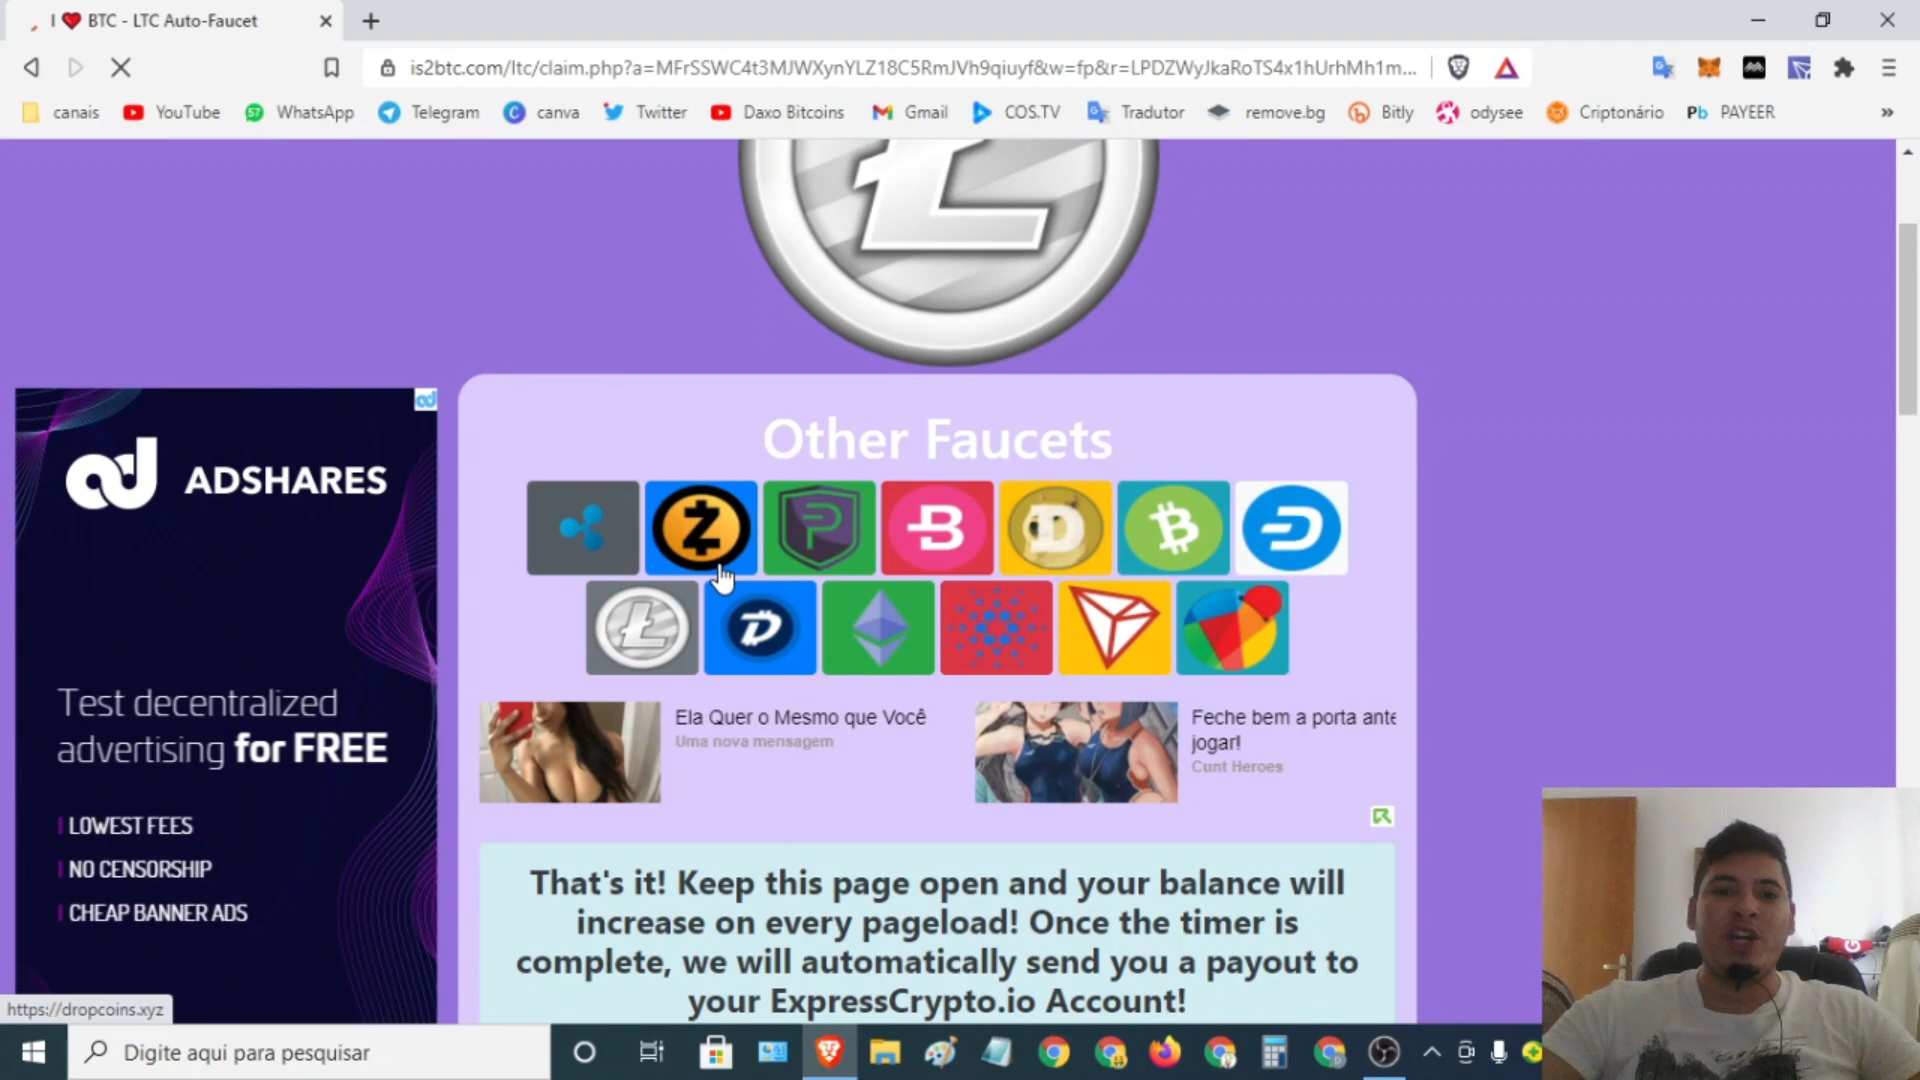 I ❤ BTC - LTC Auto-Faucet
is2btc.com/ltc/claim.php?a=MFrSSWC4t3MJWXynYLZ18C5RmJVh9qiuyf&w=fp&r=LPDZWyJkaRoTS4x1hUrhMh1m...
canais YouTube WhatsApp Telegram canva Twitter Daxo Bitcoins Gmail COS.TV Tradutor remove.bg Bitly odysee Criptonário Pb PAYEER »
ADSHARES
Test decentralized
advertising for FREE
LOWEST FEES
NO CENSORSHIP
CHEAP BANNER ADS
Other Faucets
Ela Quer o Mesmo que Você
Uma nova mensagem
Feche bem a porta ante
jogar!
Cunt Heroes
That's it! Keep this page open and your balance will
increase on every pageload! Once the timer is
complete, we will automatically send you a payout to
your ExpressCrypto.io Account!
https://dropcoins.xyz
Digite aqui para pesquisar